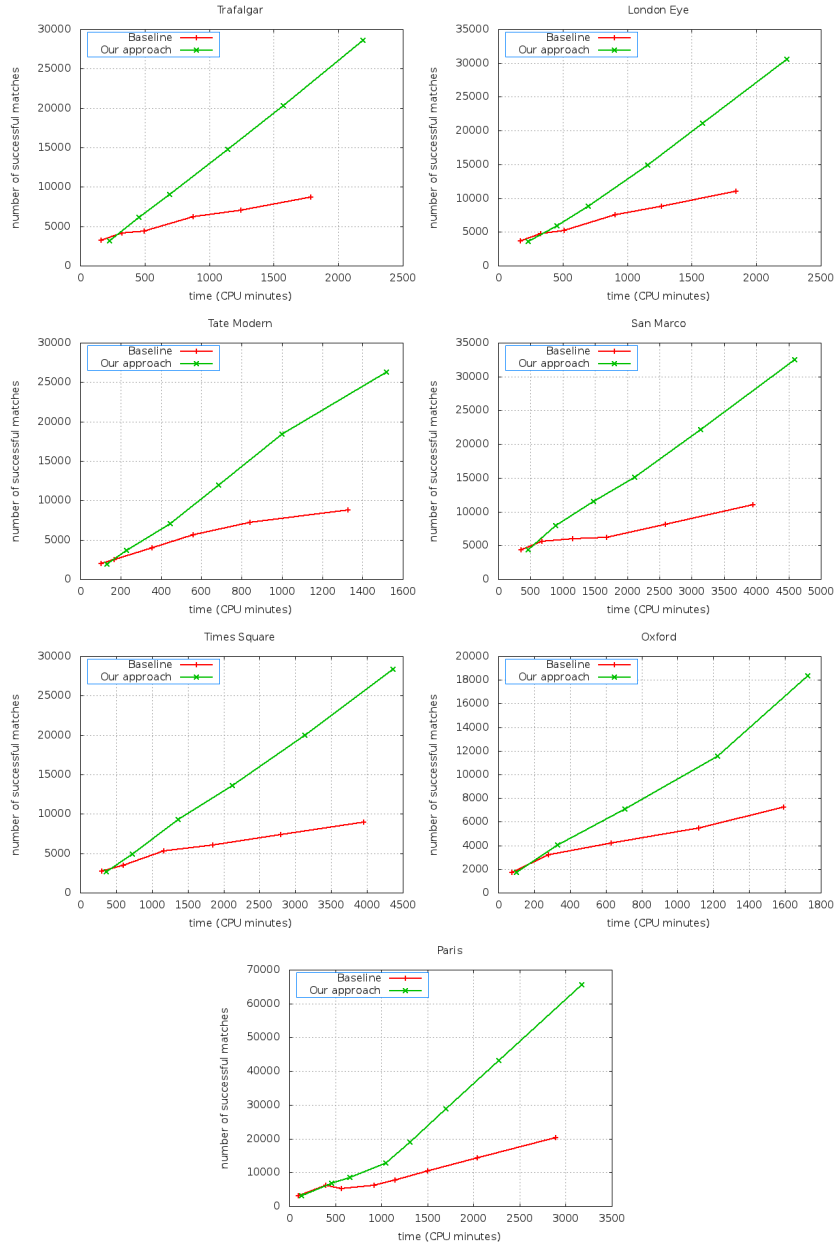 Trafalgar
number of successful matches
30000
25000
20000
15000
10000
5000
0
Baseline
Our approach
0 500 1000 1500 2000 2500
time (CPU minutes)
London Eye
number of successful matches
35000
30000
25000
20000
15000
10000
5000
0
Baseline
Our approach
0 500 1000 1500 2000 2500
time (CPU minutes)
Tate Modern
number of successful matches
30000
25000
20000
15000
10000
5000
0
Baseline
Our approach
0 200 400 600 800 1000 1200 1400 1600
time (CPU minutes)
San Marco
number of successful matches
35000
30000
25000
20000
15000
10000
5000
0
Baseline
Our approach
0 500 1000 1500 2000 2500 3000 3500 4000 4500 5000
time (CPU minutes)
Times Square
number of successful matches
30000
25000
20000
15000
10000
5000
0
Baseline
Our approach
0 500 1000 1500 2000 2500 3000 3500 4000 4500
time (CPU minutes)
Oxford
number of successful matches
20000
18000
16000
14000
12000
10000
8000
6000
4000
2000
0
Baseline
Our approach
0 200 400 600 800 1000 1200 1400 1600 1800
time (CPU minutes)
Paris
number of successful matches
70000
60000
50000
40000
30000
20000
10000
0
Baseline
Our approach
0 500 1000 1500 2000 2500 3000 3500
time (CPU minutes)